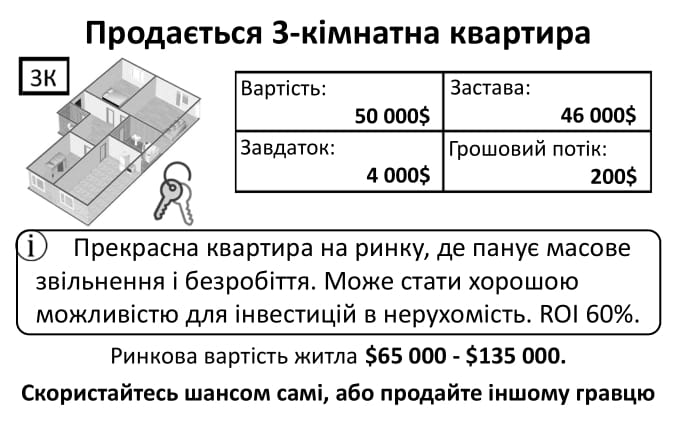 Продається 3-кімнатна квартира
3К
Вартість:
50 000$
Застава:
46 000$
Завдаток:
4 000$
Грошовий потік:
200$
i Прекрасна квартира на ринку, де панує масове
звільнення і безробіття. Може стати хорошою
можливістю для інвестицій в нерухомість. ROI 60%.
Ринкова вартість житла $65 000 - $135 000.
Скористайтесь шансом самі, або продайте іншому гравцю